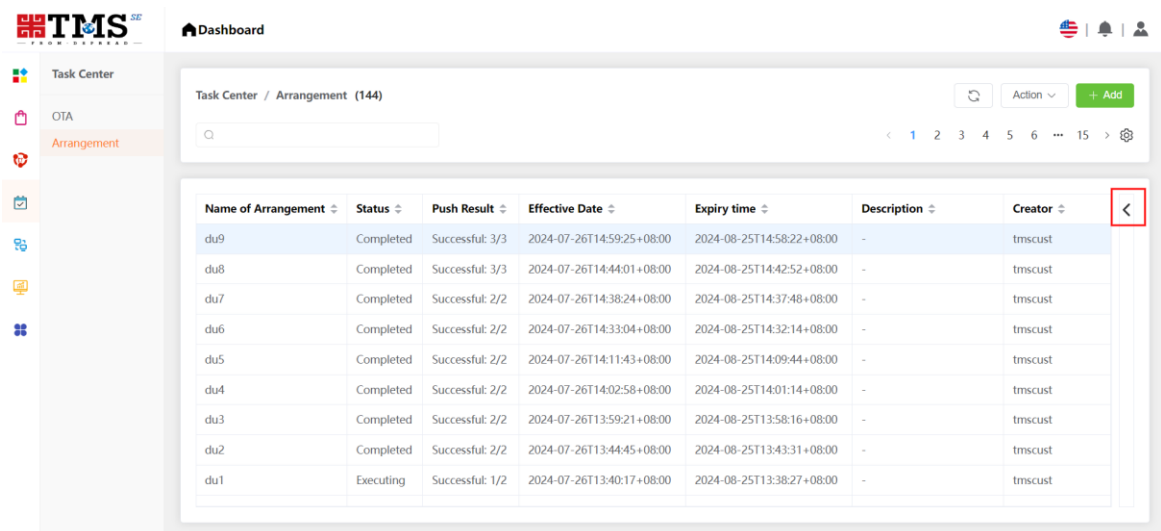 TMS SE
FROM·USPREAD
Dashboard
Task Center
OTA
Arrangement
Task Center / Arrangement (144)
Action
+ Add
< 1 2 3 4 5 6 ••• 15 >
Name of Arrangement Status Push Result Effective Date Expiry time Description Creator
du9 Completed Successful: 3/3 2024-07-26T14:59:25+08:00 2024-08-25T14:58:22+08:00 - tmscust
du8 Completed Successful: 3/3 2024-07-26T14:44:01+08:00 2024-08-25T14:42:52+08:00 - tmscust
du7 Completed Successful: 2/2 2024-07-26T14:38:24+08:00 2024-08-25T14:37:48+08:00 - tmscust
du6 Completed Successful: 2/2 2024-07-26T14:33:04+08:00 2024-08-25T14:32:14+08:00 - tmscust
du5 Completed Successful: 2/2 2024-07-26T14:11:43+08:00 2024-08-25T14:09:44+08:00 - tmscust
du4 Completed Successful: 2/2 2024-07-26T14:02:58+08:00 2024-08-25T14:01:14+08:00 - tmscust
du3 Completed Successful: 2/2 2024-07-26T13:59:21+08:00 2024-08-25T13:58:16+08:00 - tmscust
du2 Completed Successful: 2/2 2024-07-26T13:44:45+08:00 2024-08-25T13:43:31+08:00 - tmscust
du1 Executing Successful: 1/2 2024-07-26T13:40:17+08:00 2024-08-25T13:38:27+08:00 - tmscust